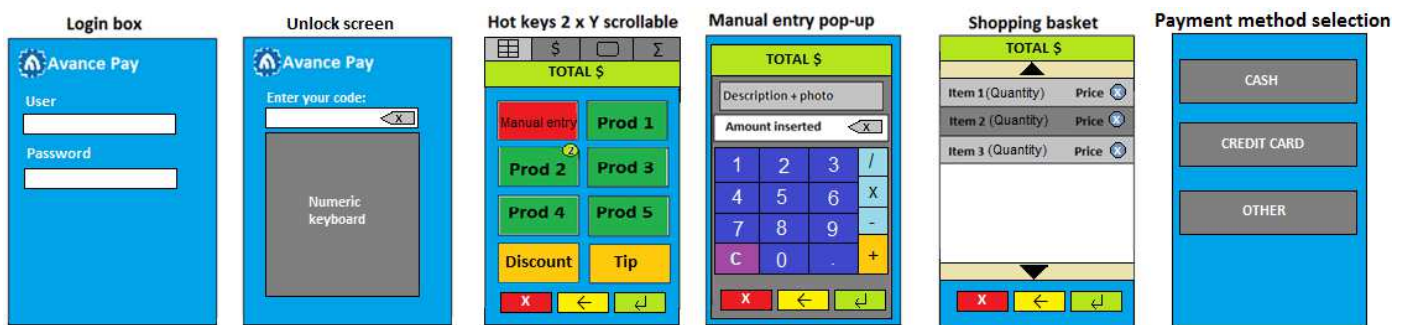 Login box
Avance Pay
User
Password
Unlock screen
Avance Pay
Enter your code:
X
Numeric
keyboard
Hot keys 2 x Y scrollable
$ Σ
TOTAL $
Manual entry Prod 1
2
Prod 2 Prod 3
Prod 4 Prod 5
Discount Tip
X ← ↵
Manual entry pop-up
TOTAL $
Description + photo
Amount inserted X
1 2 3 /
4 5 6 X
7 8 9 -
C 0 . +
X ← ↵
Shopping basket
TOTAL $
Item 1 (Quantity) Price X
Item 2 (Quantity) Price X
Item 3 (Quantity) Price X
X ← ↵
Payment method selection
CASH
CREDIT CARD
OTHER